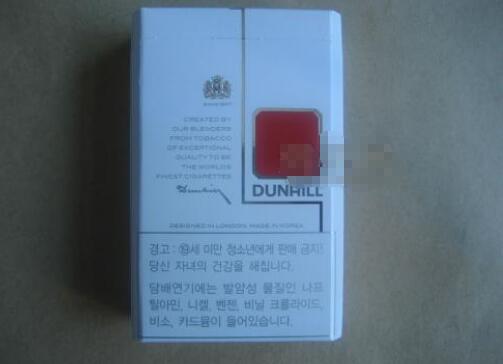 SINCE 1907
CREATED BY
OUR BLENDERS
FROM TOBACCO
OF EXCEPTIONAL
QUALITY TO BE
THE WORLDS
FINEST CIGARETTES
Dunhill
DUNHILL
DESIGNED IN LONDON. MADE IN KOREA
경고 : 19세 미만 청소년에게 판매 금지!
당신 자녀의 건강을 해칩니다.
담배연기에는 발암성 물질인 나프
틸아민, 니켈, 벤젠, 비닐 크롤라이드,
비소, 카드뮴이 들어있습니다.